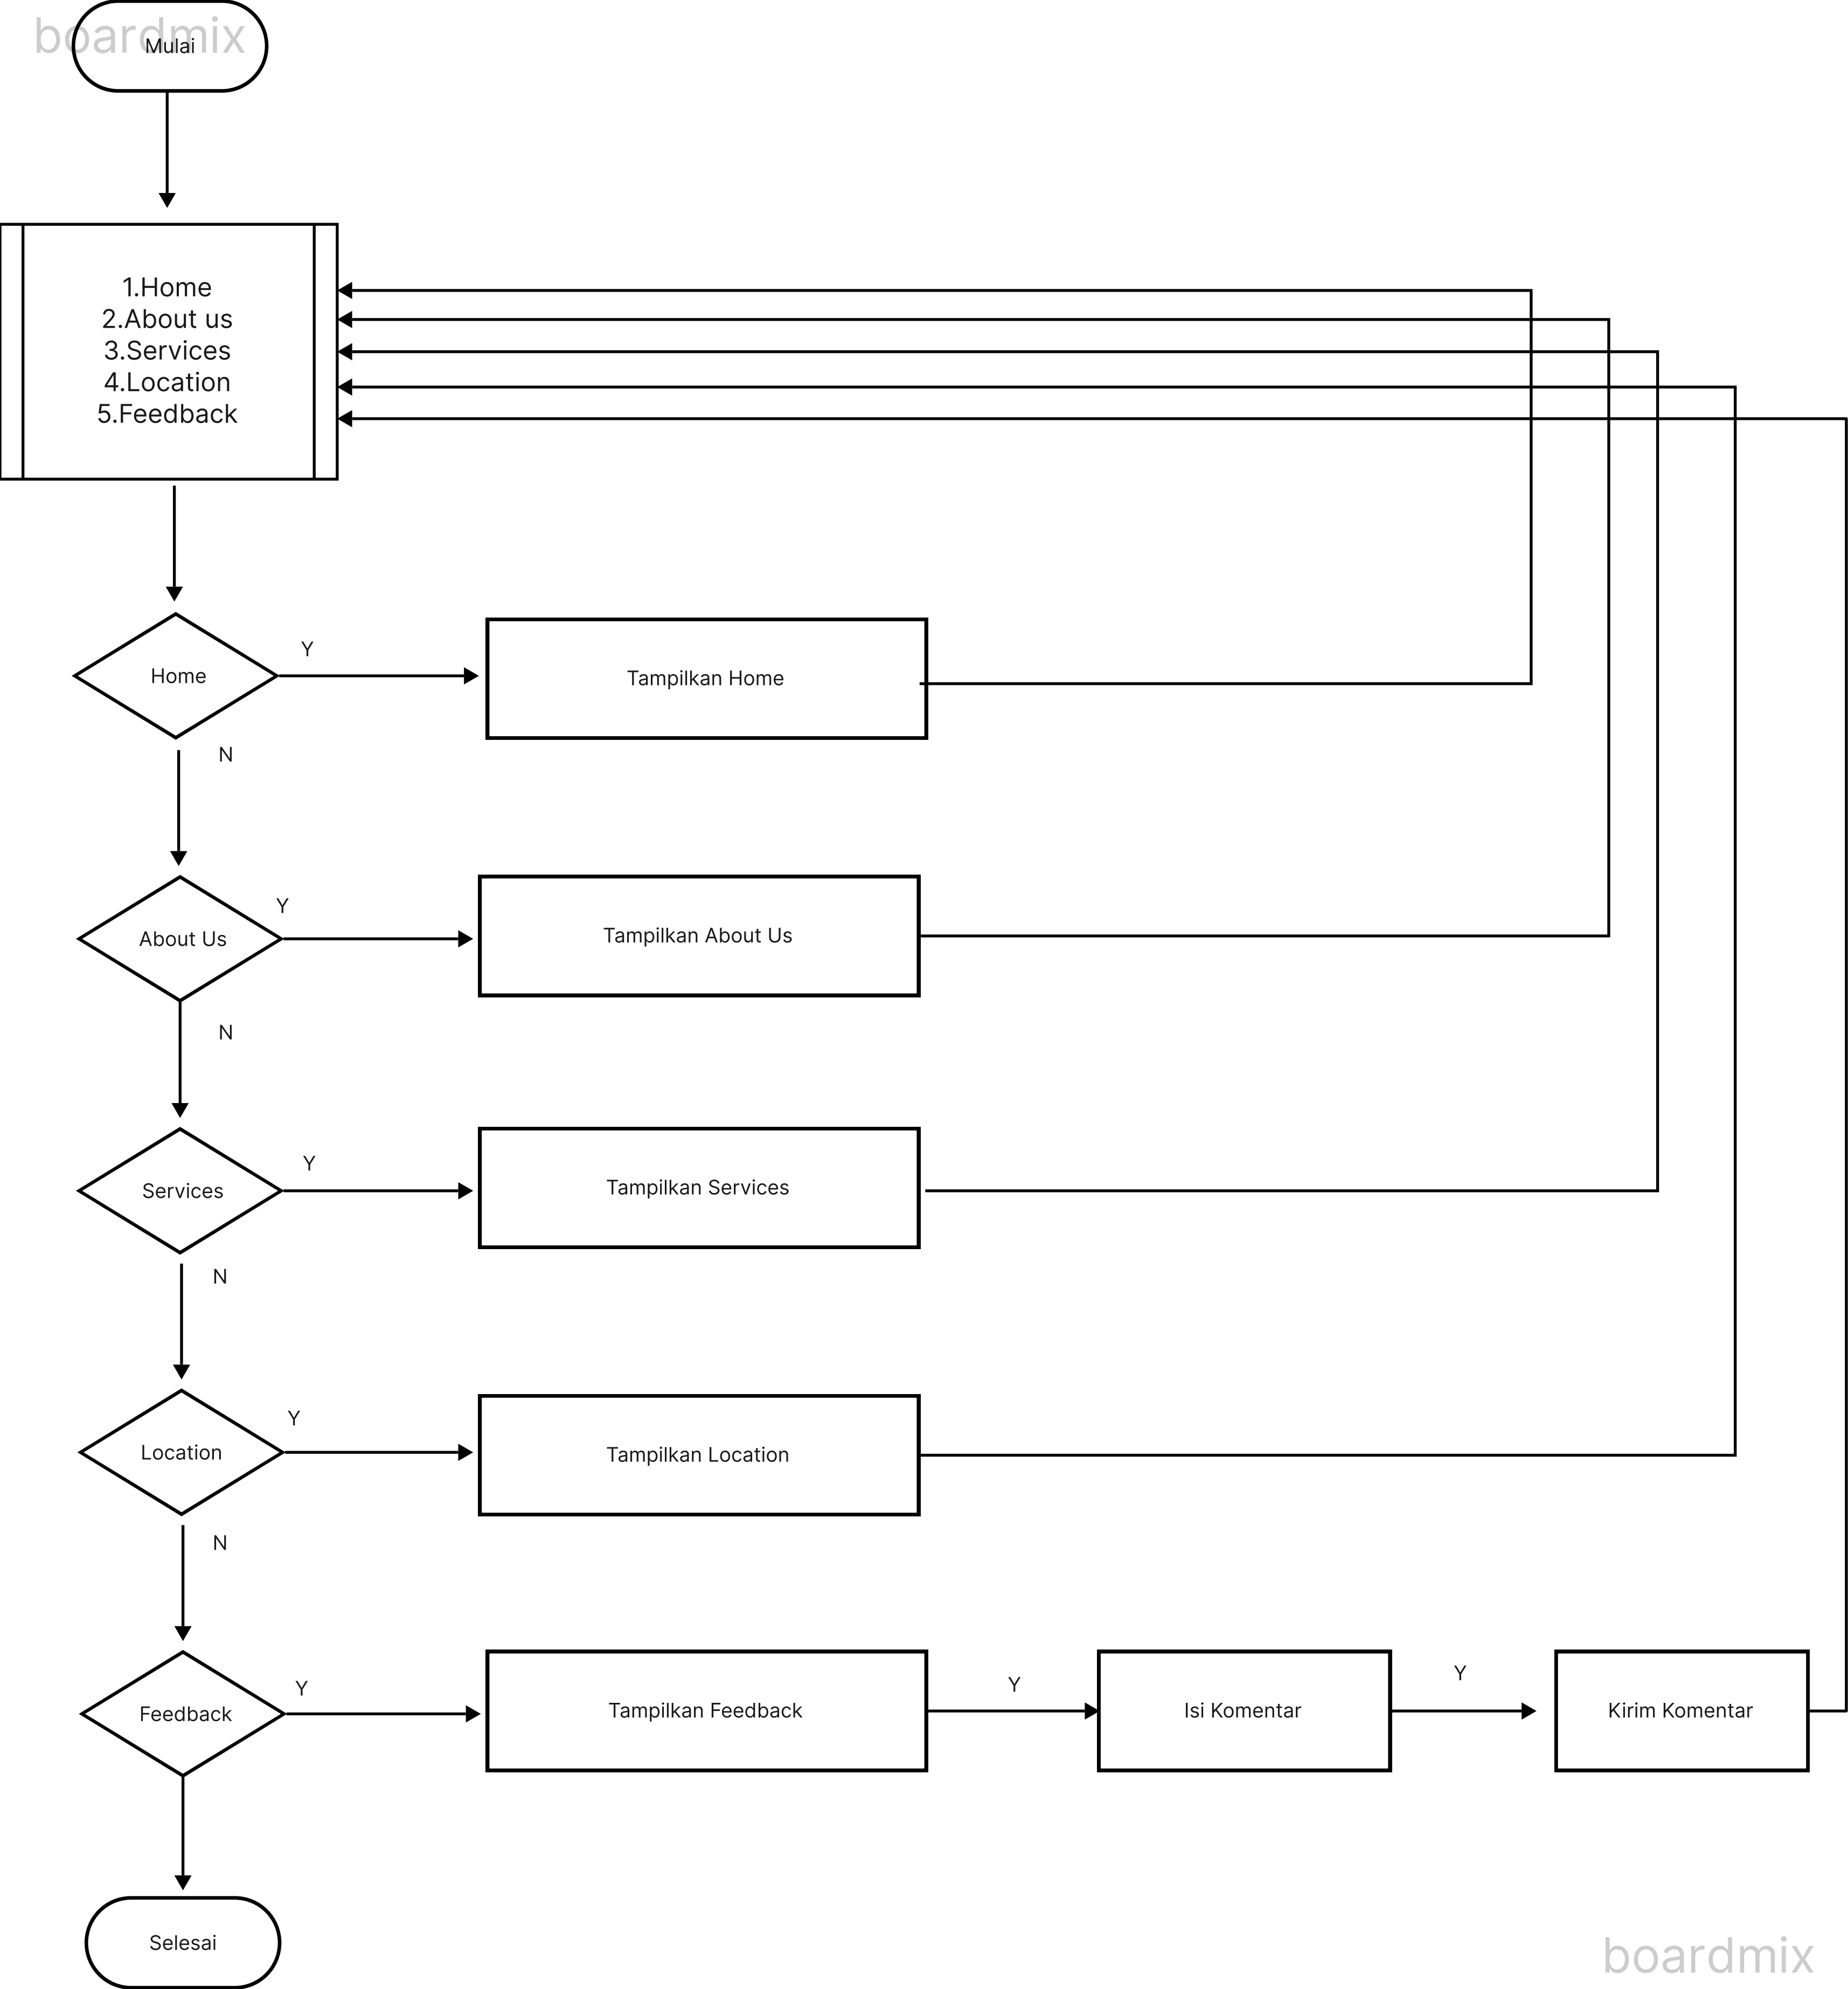 boardmix
Mulai
1.Home
2.About us
3.Services
4.Location
5.Feedback
Home
Y
Tampilkan Home
N
About Us
Y
Tampilkan About Us
N
Services
Y
Tampilkan Services
N
Location
Y
Tampilkan Location
N
Feedback
Y
Tampilkan Feedback
Y
Isi Komentar
Y
Kirim Komentar
Selesai
boardmix